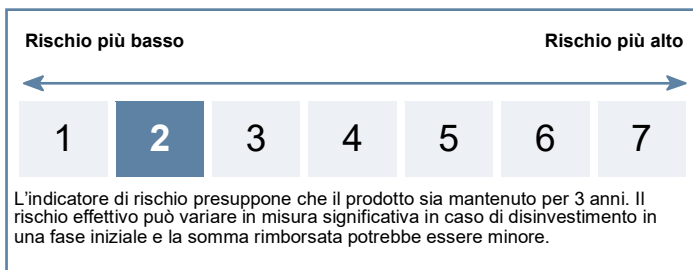 Rischio più basso Rischio più alto
1 2 3 4 5 6 7
L'indicatore di rischio presuppone che il prodotto sia mantenuto per 3 anni. Il
rischio effettivo può variare in misura significativa in caso di disinvestimento in
una fase iniziale e la somma rimborsata potrebbe essere minore.